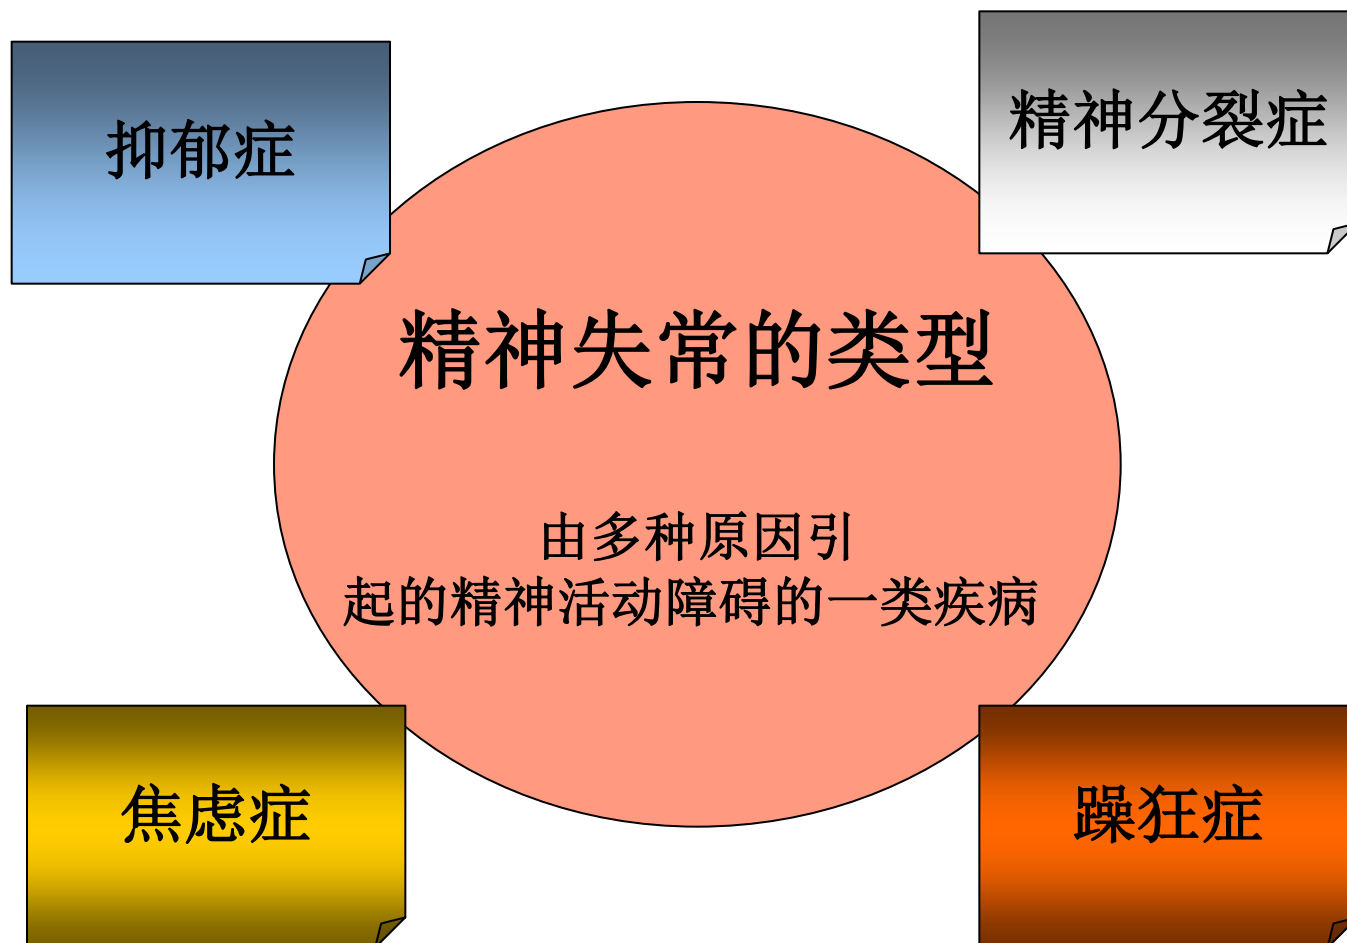 抑郁症
精神分裂症
精神失常的类型
由多种原因引
起的精神活动障碍的一类疾病
焦虑症
躁狂症